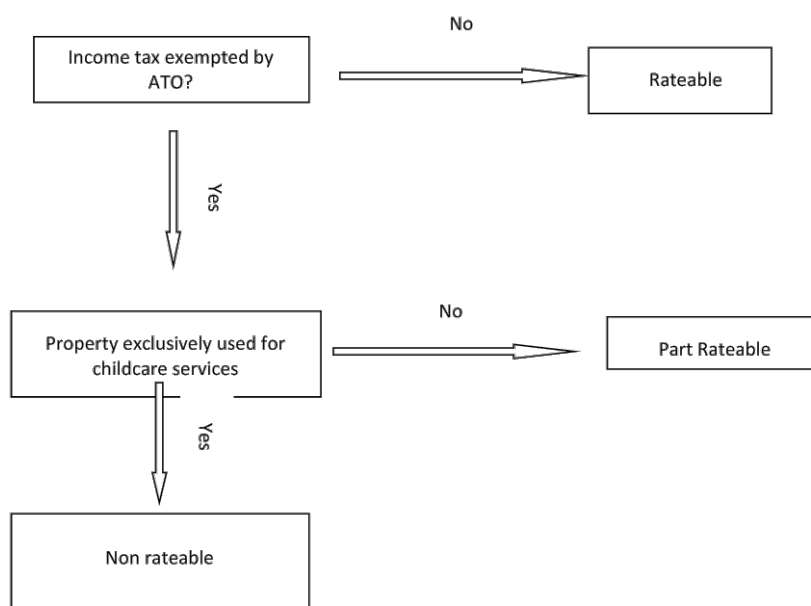 No
Income tax exempted by
ATO?
Rateable
Yes
No
Property exclusively used for
childcare services
Part Rateable
Yes
Non rateable